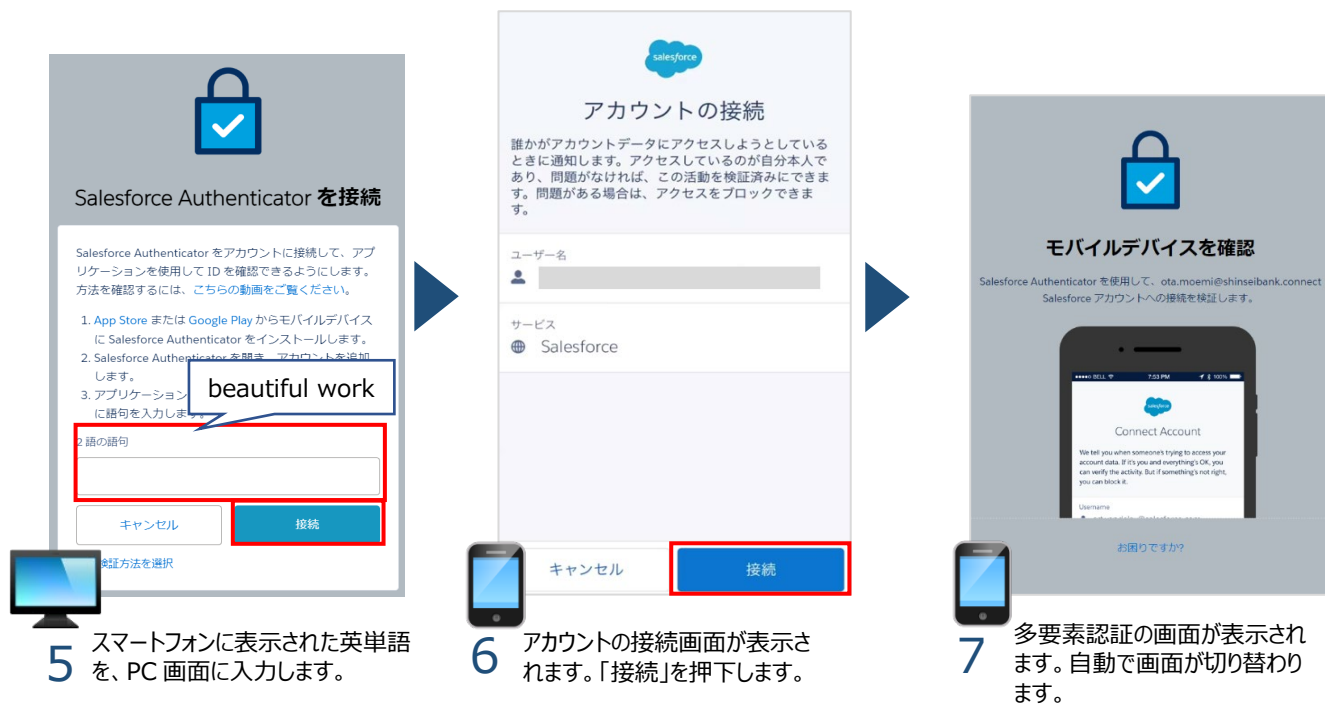 Salesforce Authenticator を接続
Salesforce Authenticator をアカウントに接続して、アプ
リケーションを使用して ID を確認できるようにします。
方法を確認するには、こちらの動画をご覧ください。
1. App Store または Google Play からモバイルデバイス
に Salesforce Authenticator をインストールします。
2. Salesforce Authenticator を開き、アカウントを追加
します。
3. アプリケーション
に語句を入力します。
beautiful work
2 語の語句
キャンセル
接続
検証方法を選択
5
スマートフォンに表示された英単語
を、PC 画面に入力します。
salesforce
アカウントの接続
誰かがアカウントデータにアクセスしようとしている
ときに通知します。アクセスしているのが自分本人で
あり、問題がなければ、この活動を検証済みにできま
す。問題がある場合は、アクセスをブロックできま
す。
ユーザー名
サービス
Salesforce
キャンセル
接続
6
アカウントの接続画面が表示さ
れます。「接続」を押下します。
モバイルデバイスを確認
Salesforce Authenticator を使用して、ota.moemi@shinseibank.connect
Salesforce アカウントへの接続を検証します。
BELL
7:53 PM
100%
salesforce
Connect Account
We tell you when someone's trying to access your
account data. If it's you and everything's OK, you
can verify the activity. But if something's not right,
you can block it.
Username
お困りですか?
7
多要素認証の画面が表示され
ます。自動で画面が切り替わり
ます。